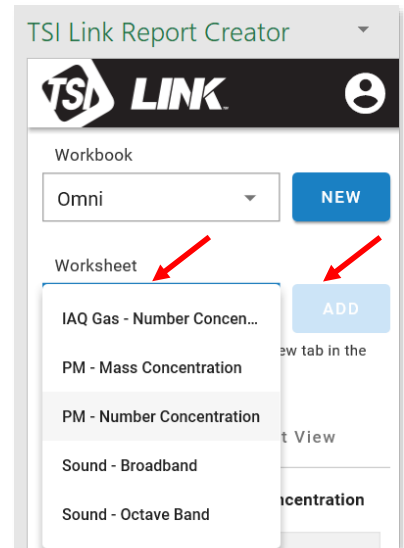 TSI Link Report Creator
TSI LINK
Workbook
Omni NEW
Worksheet
ADD
IAQ Gas - Number Concen...
ew tab in the
PM - Mass Concentration
PM - Number Concentration
t View
Sound - Broadband
ncentration
Sound - Octave Band